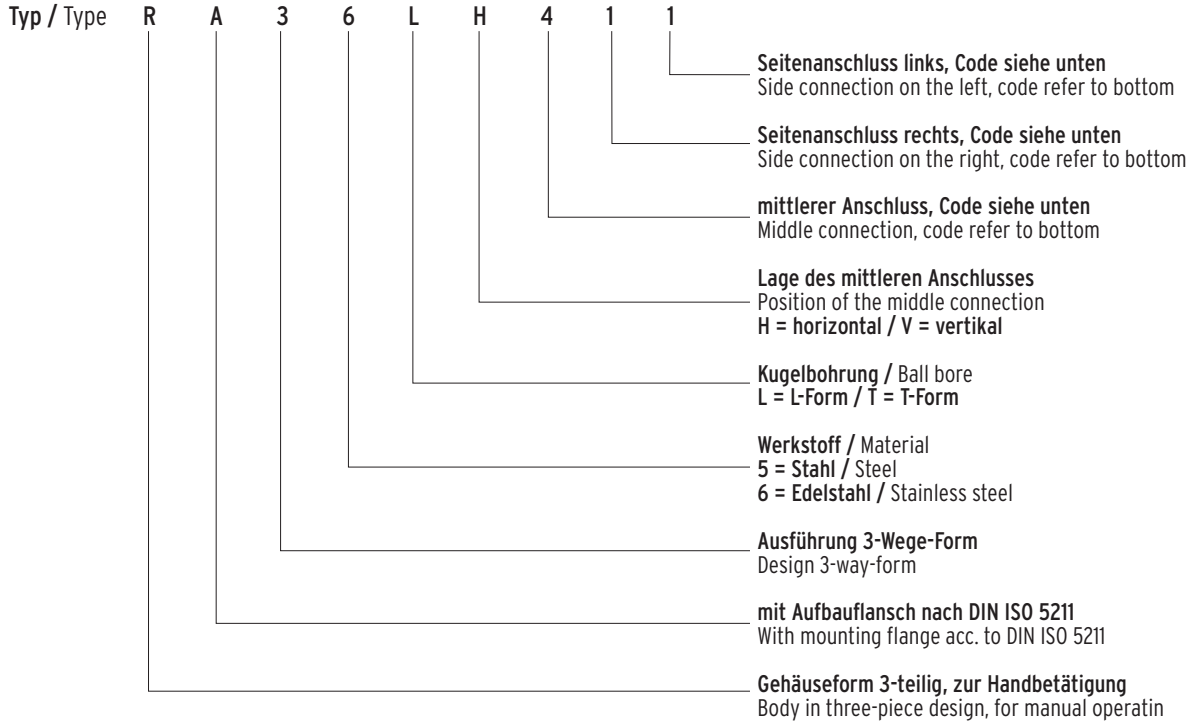 Typ / Type R A 3 6 L H 4 1 1
Seitenanschluss links, Code siehe unten
Side connection on the left, code refer to bottom
Seitenanschluss rechts, Code siehe unten
Side connection on the right, code refer to bottom
mittlerer Anschluss, Code siehe unten
Middle connection, code refer to bottom
Lage des mittleren Anschlusses
Position of the middle connection
H = horizontal / V = vertikal
Kugelbohrung / Ball bore
L = L-Form / T = T-Form
Werkstoff / Material
5 = Stahl / Steel
6 = Edelstahl / Stainless steel
Ausführung 3-Wege-Form
Design 3-way-form
mit Aufbauflansch nach DIN ISO 5211
With mounting flange acc. to DIN ISO 5211
Gehäuseform 3-teilig, zur Handbetätigung
Body in three-piece design, for manual operatin